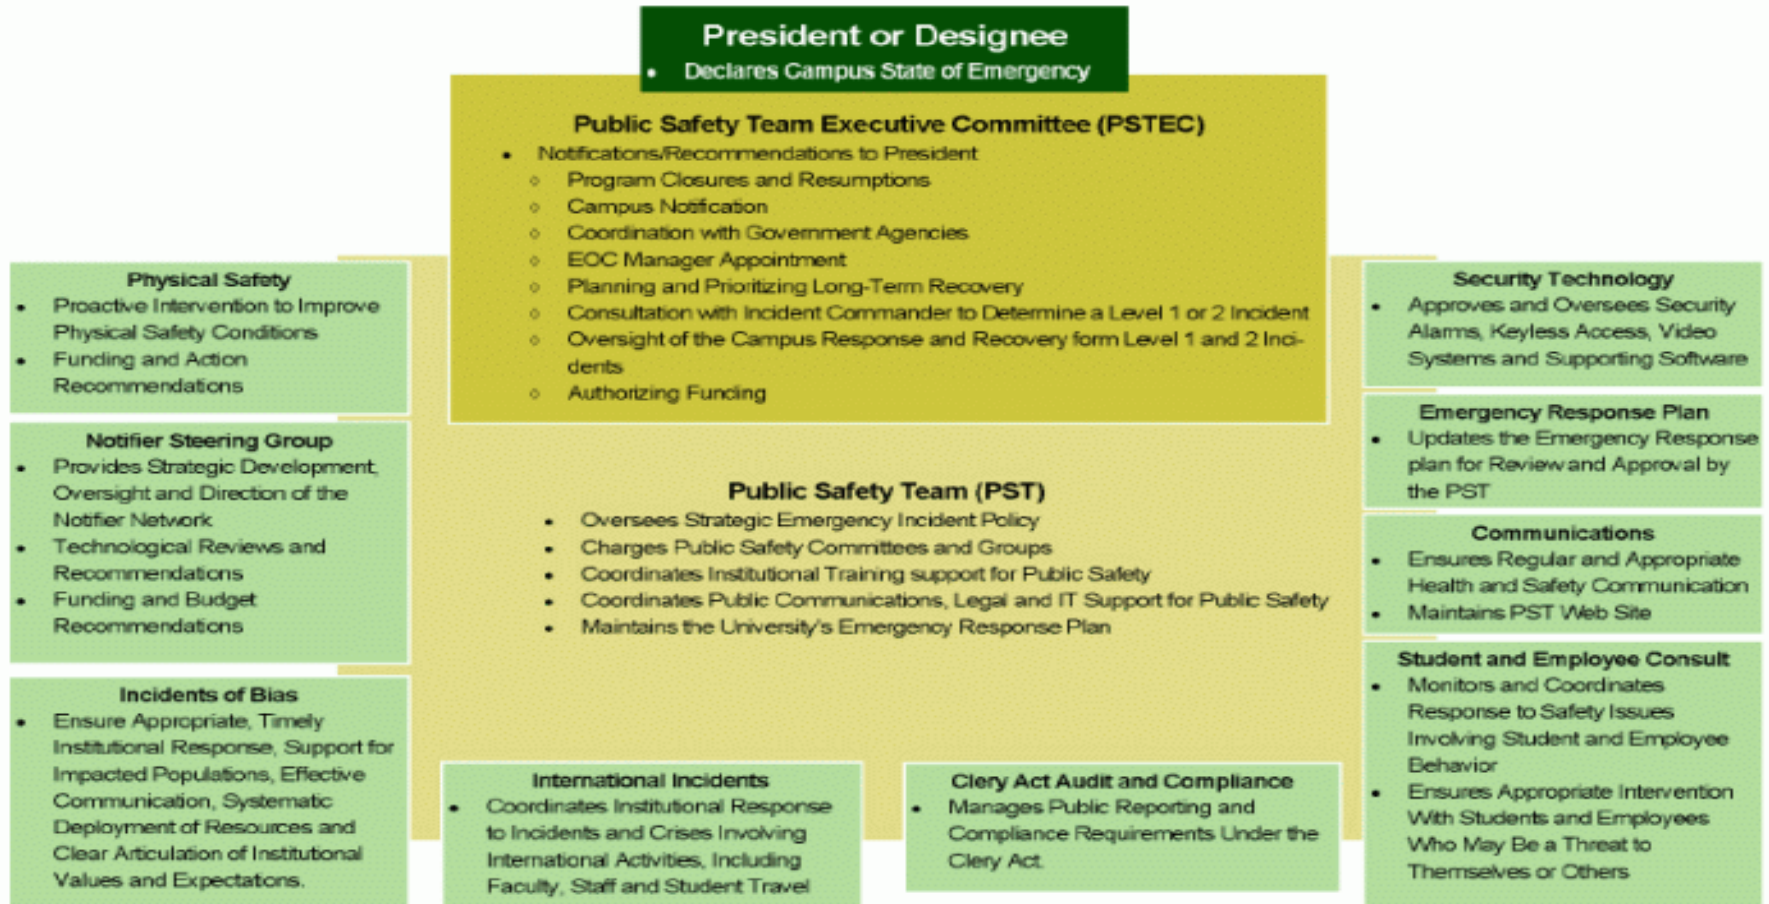 President or Designee
• Declares Campus State of Emergency
Public Safety Team Executive Committee (PSTEC)
• Notifications/Recommendations to President
◦ Program Closures and Resumptions
◦ Campus Notification
◦ Coordination with Government Agencies
◦ EOC Manager Appointment
◦ Planning and Prioritizing Long-Term Recovery
◦ Consultation with Incident Commander to Determine a Level 1 or 2 Incident
◦ Oversight of the Campus Response and Recovery form Level 1 and 2 Inci-
dents
◦ Authorizing Funding
Physical Safety
• Proactive Intervention to Improve
Physical Safety Conditions
• Funding and Action
Recommendations
Notifier Steering Group
• Provides Strategic Development,
Oversight and Direction of the
Notifier Network
• Technological Reviews and
Recommendations
• Funding and Budget
Recommendations
Incidents of Bias
• Ensure Appropriate, Timely
Institutional Response, Support for
Impacted Populations, Effective
Communication, Systematic
Deployment of Resources and
Clear Articulation of Institutional
Values and Expectations.
Public Safety Team (PST)
• Oversees Strategic Emergency Incident Policy
• Charges Public Safety Committees and Groups
• Coordinates Institutional Training support for Public Safety
• Coordinates Public Communications, Legal and IT Support for Public Safety
• Maintains the University's Emergency Response Plan
International Incidents
• Coordinates Institutional Response
to Incidents and Crises Involving
International Activities, Including
Faculty, Staff and Student Travel
Clery Act Audit and Compliance
• Manages Public Reporting and
Compliance Requirements Under the
Clery Act.
Security Technology
• Approves and Oversees Security
Alarms, Keyless Access, Video
Systems and Supporting Software
Emergency Response Plan
• Updates the Emergency Response
plan for Review and Approval by
the PST
Communications
• Ensures Regular and Appropriate
Health and Safety Communication
• Maintains PST Web Site
Student and Employee Consult
• Monitors and Coordinates
Response to Safety Issues
Involving Student and Employee
Behavior
• Ensures Appropriate Intervention
With Students and Employees
Who May Be a Threat to
Themselves or Others